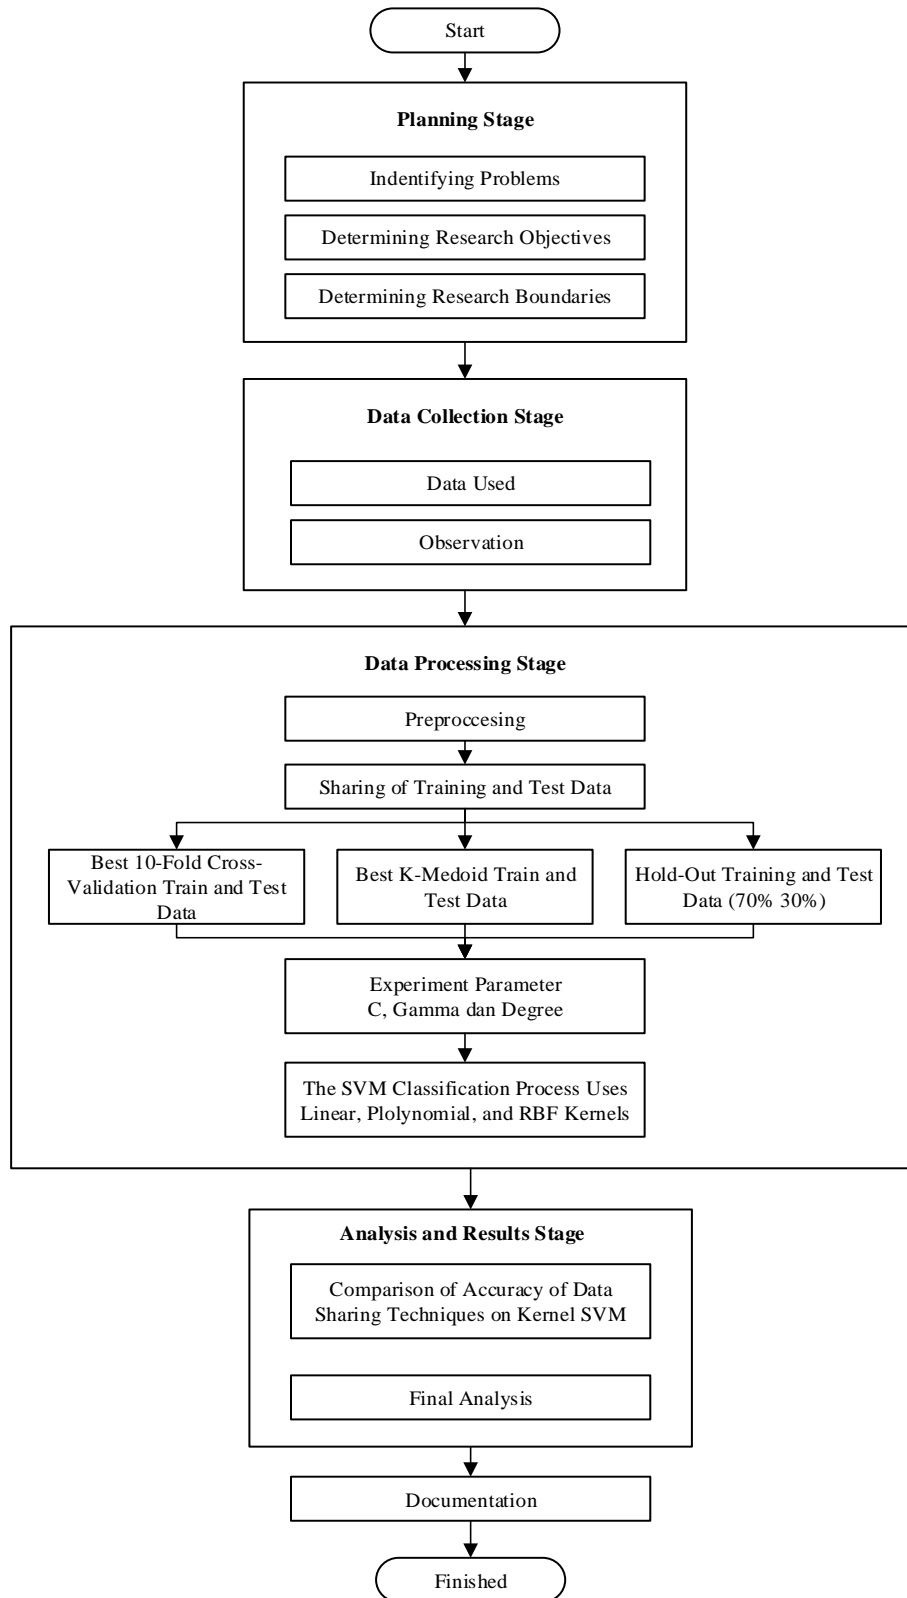 Start
Planning Stage
Indentifying Problems
Determining Research Objectives
Determining Research Boundaries
Data Collection Stage
Data Used
Observation
Data Processing Stage
Preproccesing
Sharing of Training and Test Data
Best 10-Fold Cross-
Validation Train and Test
Data
Best K-Medoid Train and
Test Data
Hold-Out Training and Test
Data (70% 30%)
Experiment Parameter
C, Gamma dan Degree
The SVM Classification Process Uses
Linear, Plolynomial, and RBF Kernels
Analysis and Results Stage
Comparison of Accuracy of Data
Sharing Techniques on Kernel SVM
Final Analysis
Documentation
Finished